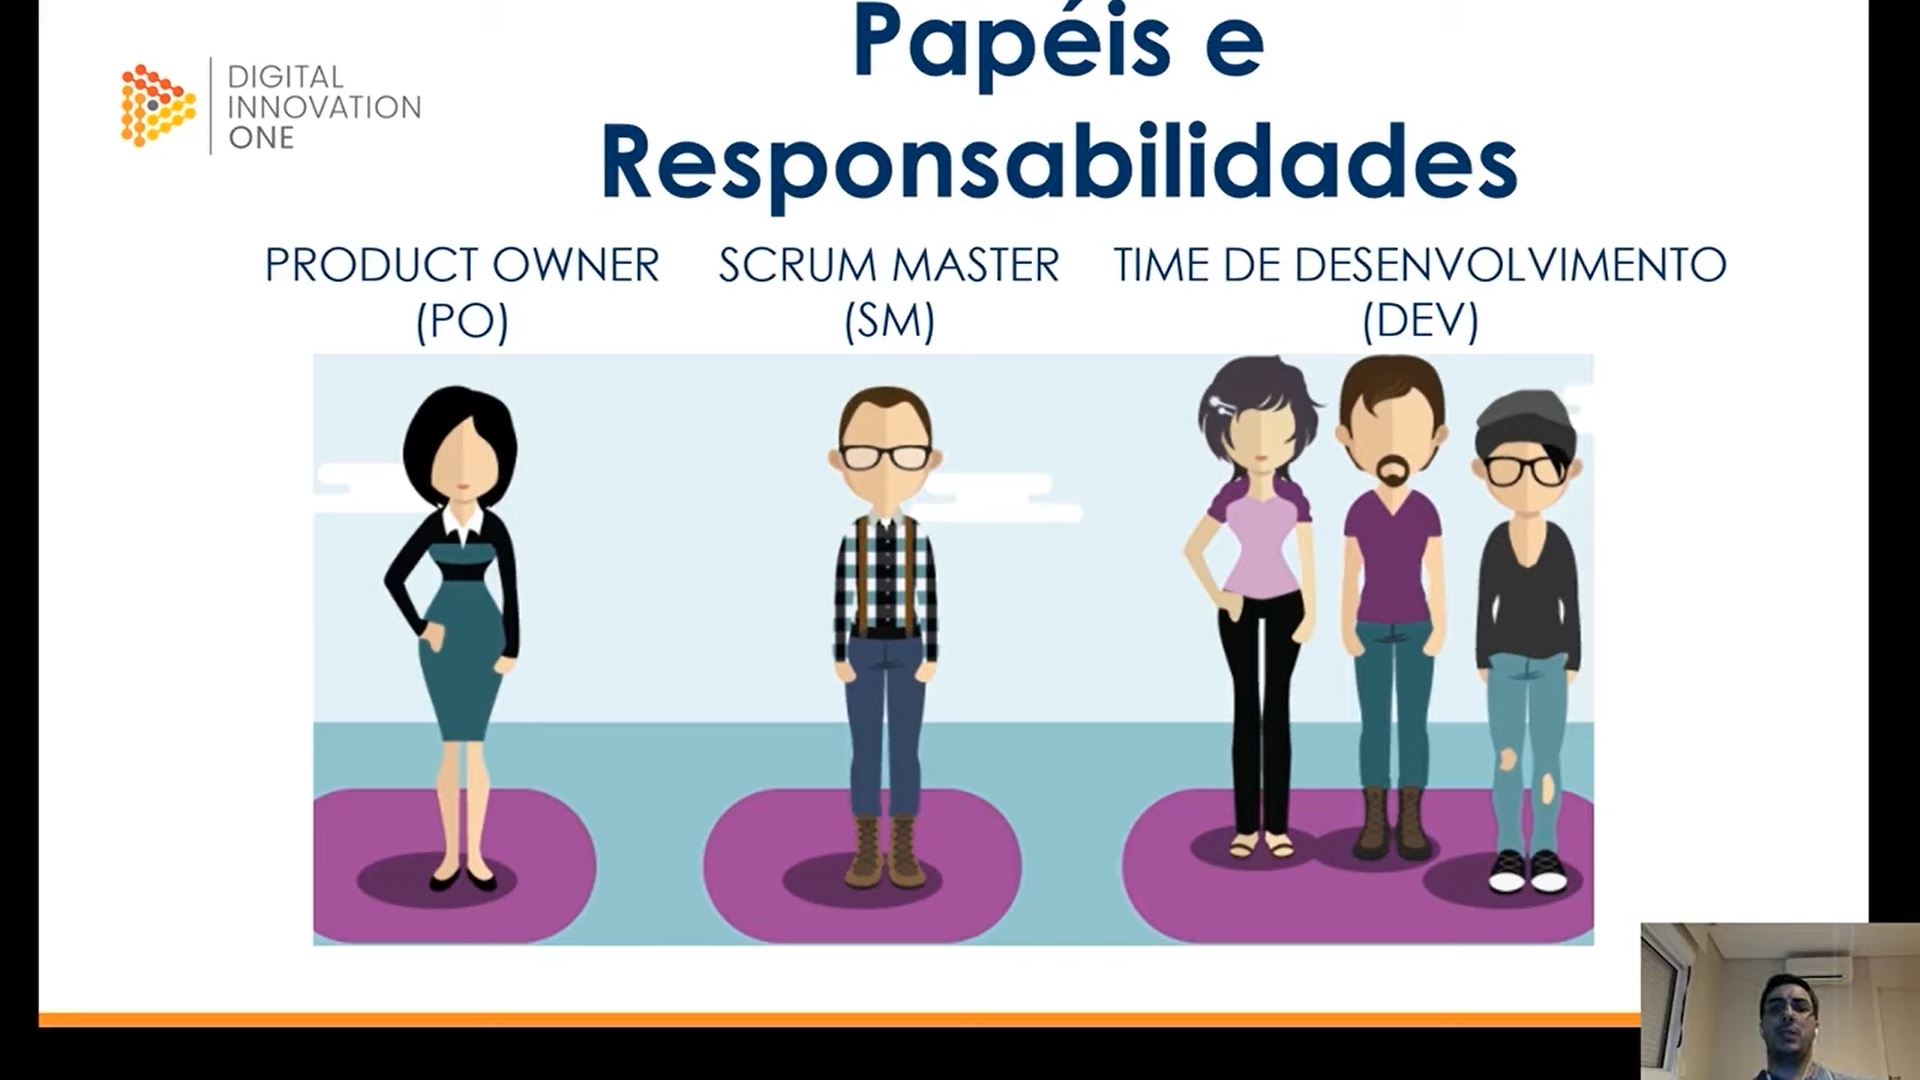 Papéis e
Responsabilidades
DIGITAL
INNOVATION
ONE
PRODUCT OWNER
(PO)
SCRUM MASTER
(SM)
TIME DE DESENVOLVIMENTO
(DEV)